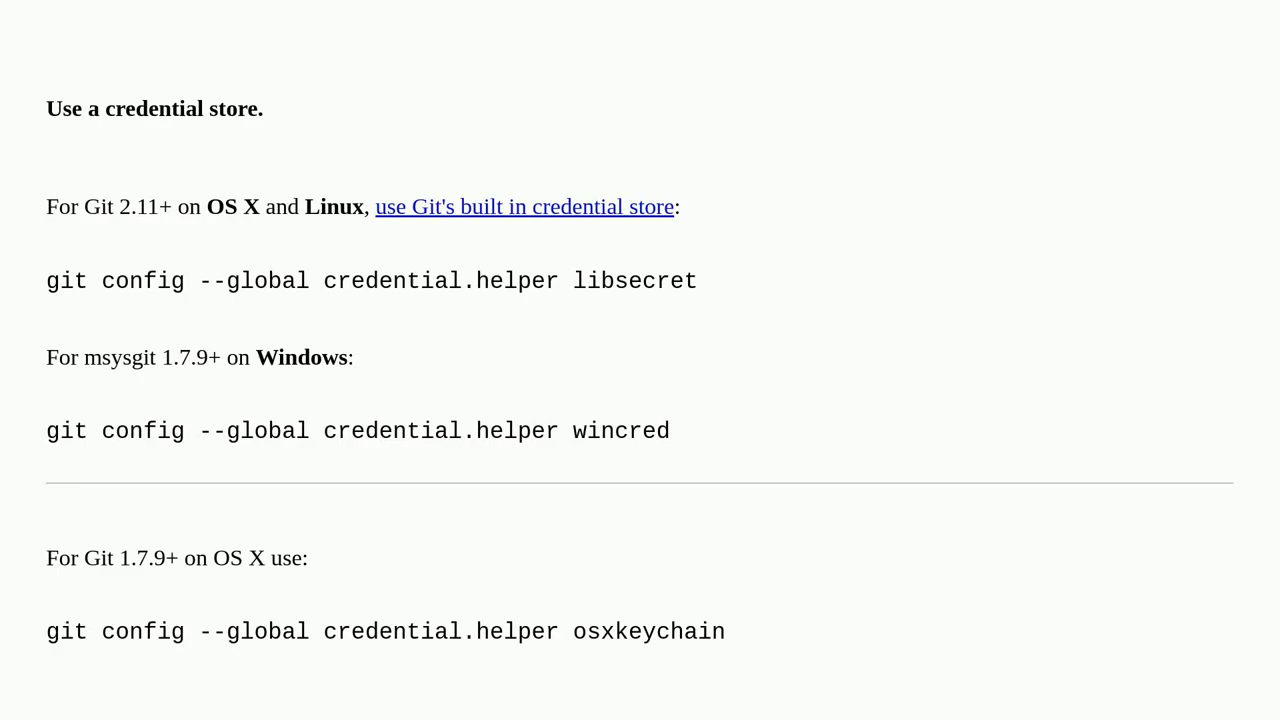 Use a credential store.
For Git 2.11+ on OS X and Linux, use Git's built in credential store:
git config --global credential.helper libsecret
For msysgit 1.7.9+ on Windows:
git config --global credential.helper wincred
For Git 1.7.9+ on OS X use:
git config --global credential.helper osxkeychain